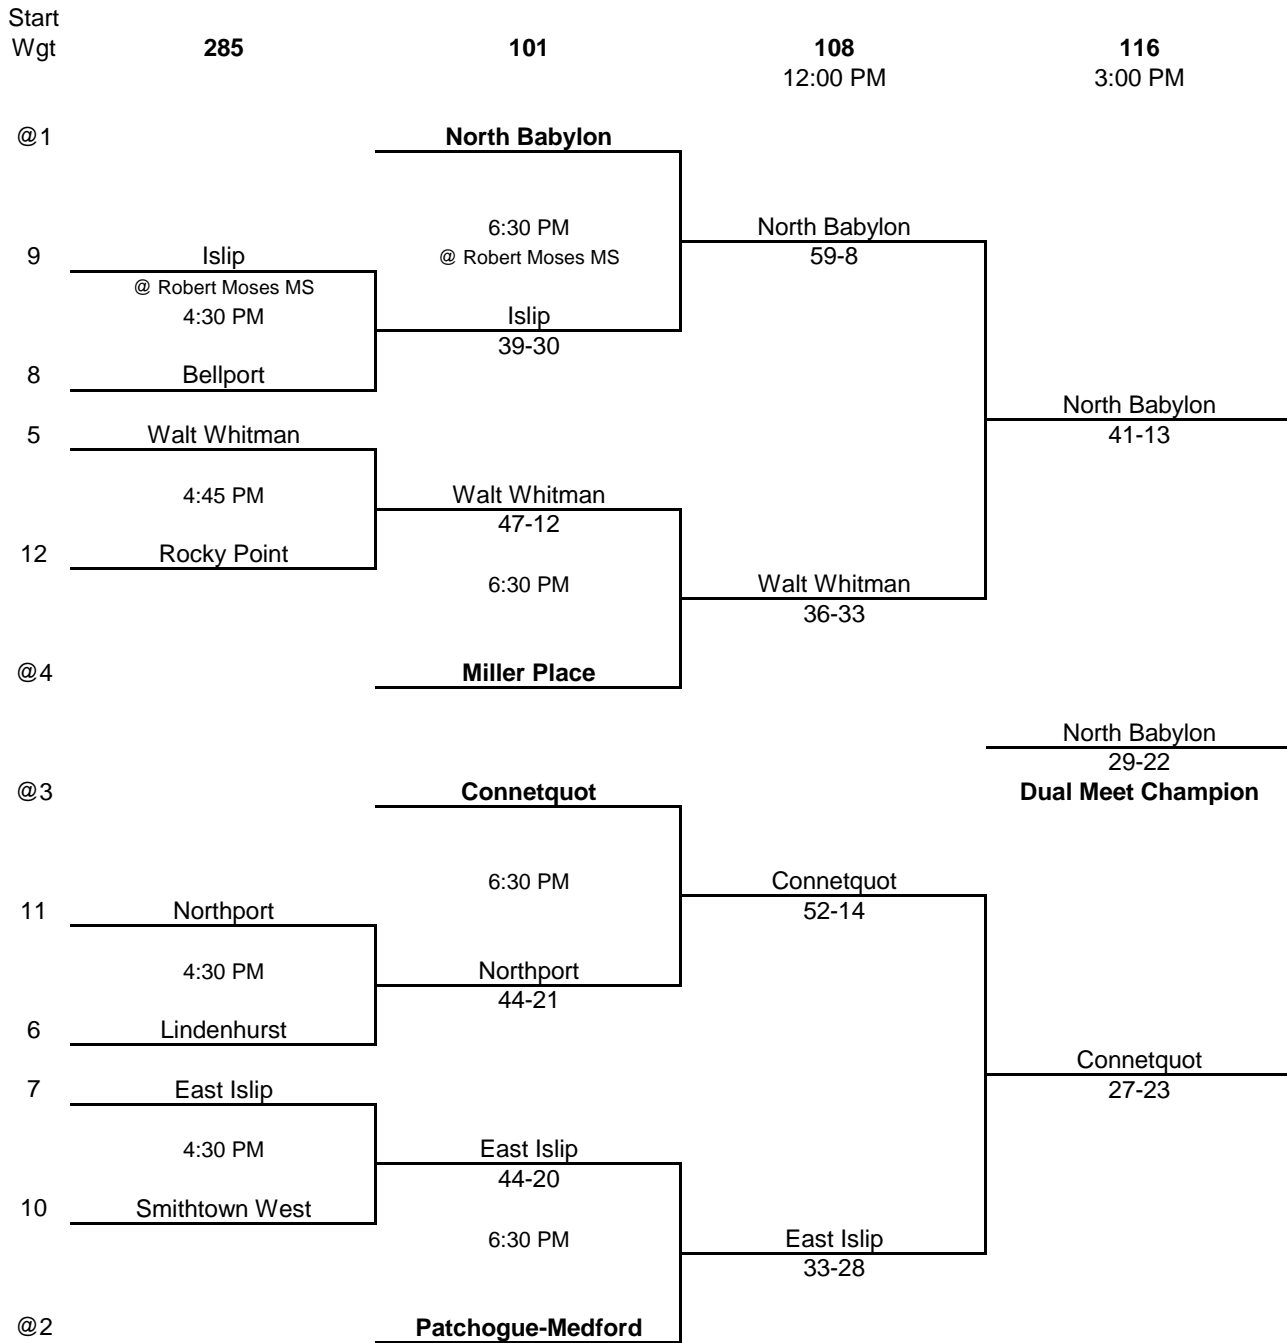 Start
Wgt 285 101 108 116
12:00 PM 3:00 PM
@1 North Babylon
6:30 PM North Babylon
9 Islip @ Robert Moses MS 59-8
@ Robert Moses MS
4:30 PM Islip
39-30
8 Bellport
North Babylon
5 Walt Whitman 41-13
4:45 PM Walt Whitman
47-12
12 Rocky Point
6:30 PM Walt Whitman
36-33
@4 Miller Place
North Babylon
29-22
@3 Connetquot Dual Meet Champion
6:30 PM Connetquot
11 Northport 52-14
4:30 PM Northport
44-21
6 Lindenhurst
Connetquot
7 East Islip 27-23
4:30 PM East Islip
44-20
10 Smithtown West
6:30 PM East Islip
33-28
@2 Patchogue-Medford